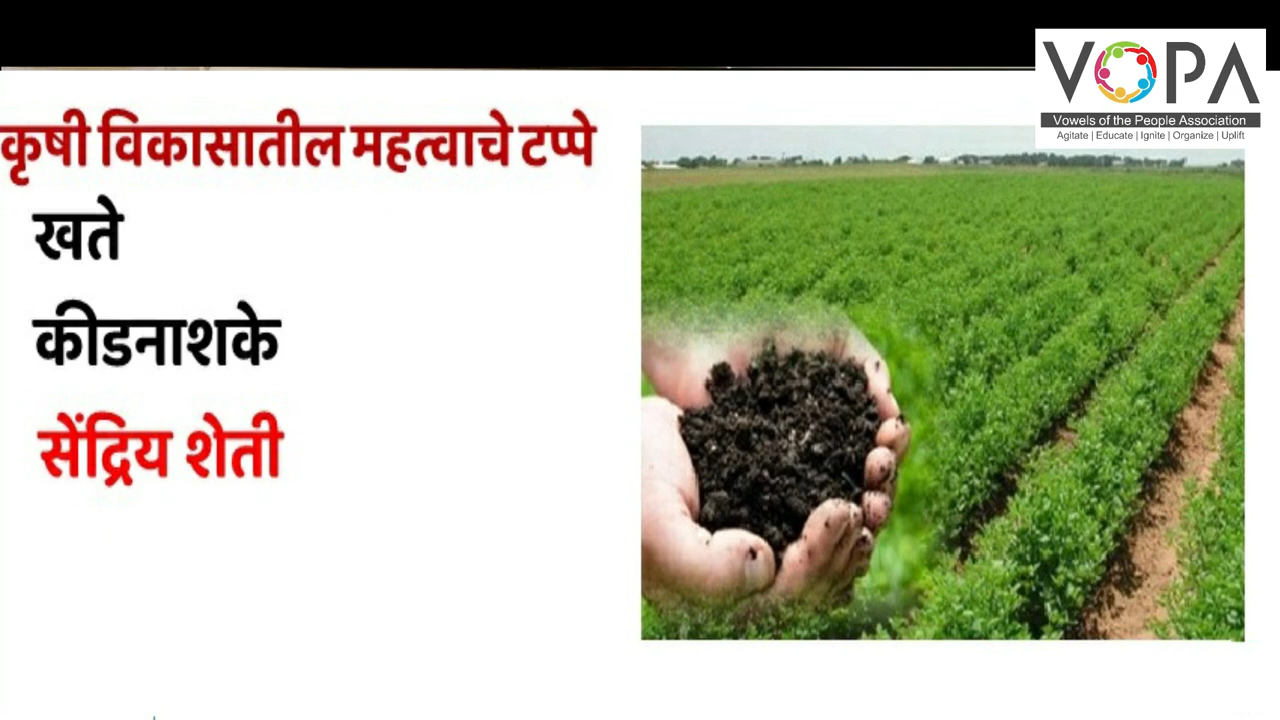 कृषी विकासातील महत्वाचे टप्पे
खते
कीडनाशके
सेंद्रिय शेती
VOPA
Vowels of the People Association
Agitate | Educate | Ignite | Organize | Uplift